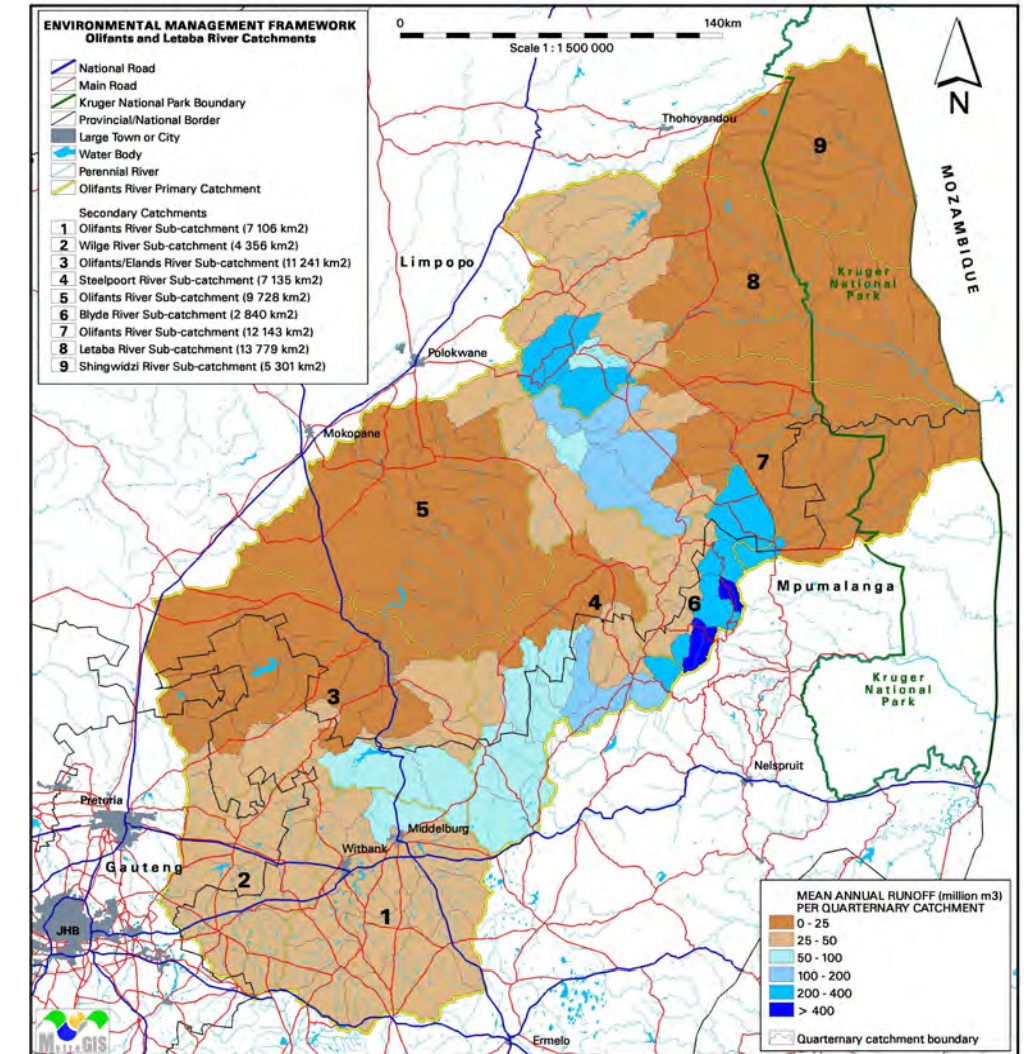 ENVIRONMENTAL MANAGEMENT FRAMEWORK
Olifants and Letaba River Catchments
National Road
Main Road
Kruger National Park Boundary
Provincial/National Border
Large Town or City
Water Body
Perennial River
Olifants River Primary Catchment
Secondary Catchments
1 Olifants River Sub-catchment (7 106 km2)
2 Wilge River Sub-catchment (4 356 km2)
3 Olifants/Elands River Sub-catchment (11 241 km2)
4 Steelpoort River Sub-catchment (7 135 km2)
5 Olifants River Sub-catchment (9 728 km2)
6 Blyde River Sub-catchment (2 840 km2)
7 Olifants River Sub-catchment (12 143 km2)
8 Letaba River Sub-catchment (13 779 km2)
9 Shingwidzi River Sub-catchment (5 301 km2)
0 140km
Scale 1 : 1 500 000
N
Thohoyandou
9
MOZAMBIQUE
Limpopo
8
Kruger
National
Park
Polokwane
Mokopane
7
5
Mpumalanga
4
6
Kruger
National
Park
3
Nelspruit
Pretoria
Middelburg
Witbank
Gauteng
2
1
JHB
Ermelo
MetroGIS
MEAN ANNUAL RUNOFF (million m3)
PER QUARTERNARY CATCHMENT
0 - 25
25 - 50
50 - 100
100 - 200
200 - 400
> 400
Quarternary catchment boundary